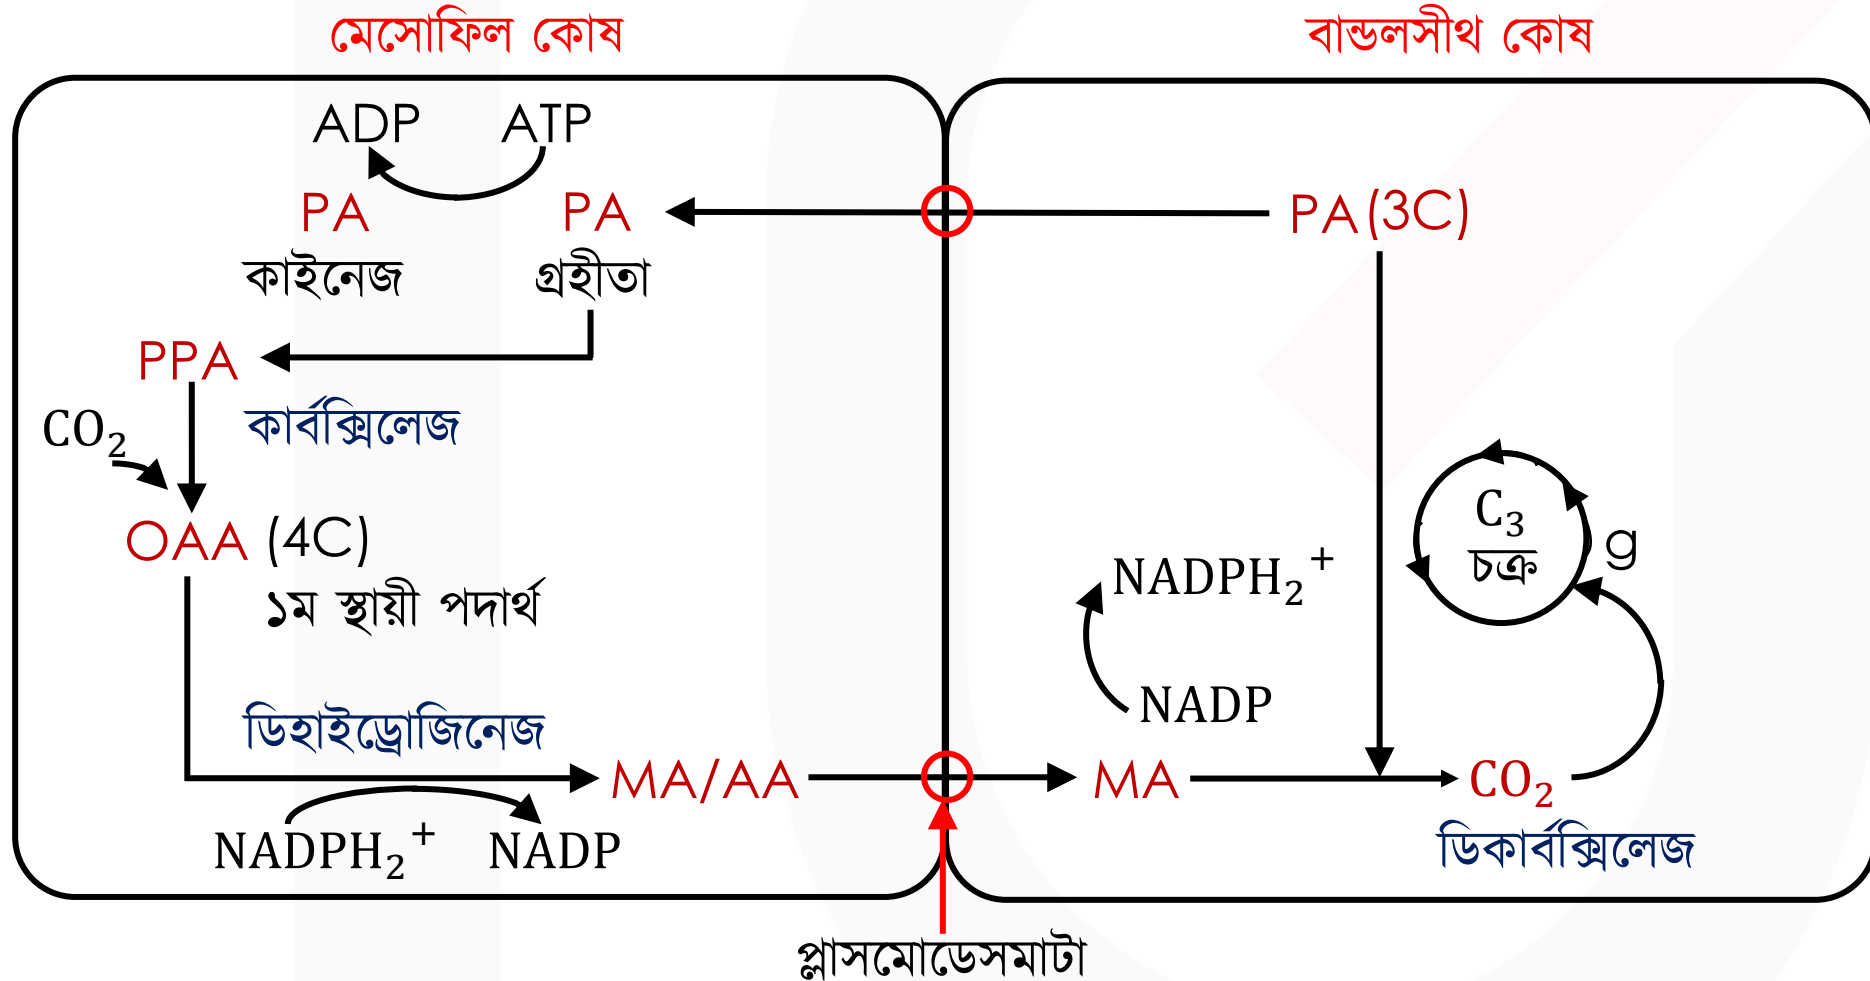 মেসোফিল কোষ
বান্ডলসীথ কোষ
ADP ATP
PA PA
কাইনেজ গ্রহীতা
PA (3C)
PPA
CO₂ কার্বক্সিলেজ
OAA (4C)
১ম স্থায়ী পদার্থ
ডিহাইড্রোজিনেজ
MA/AA
NADPH₂⁺ NADP
C₃
চক্র
g
NADPH₂⁺
NADP
MA
CO₂
ডিকার্বক্সিলেজ
প্লাসমোডেসমাটা